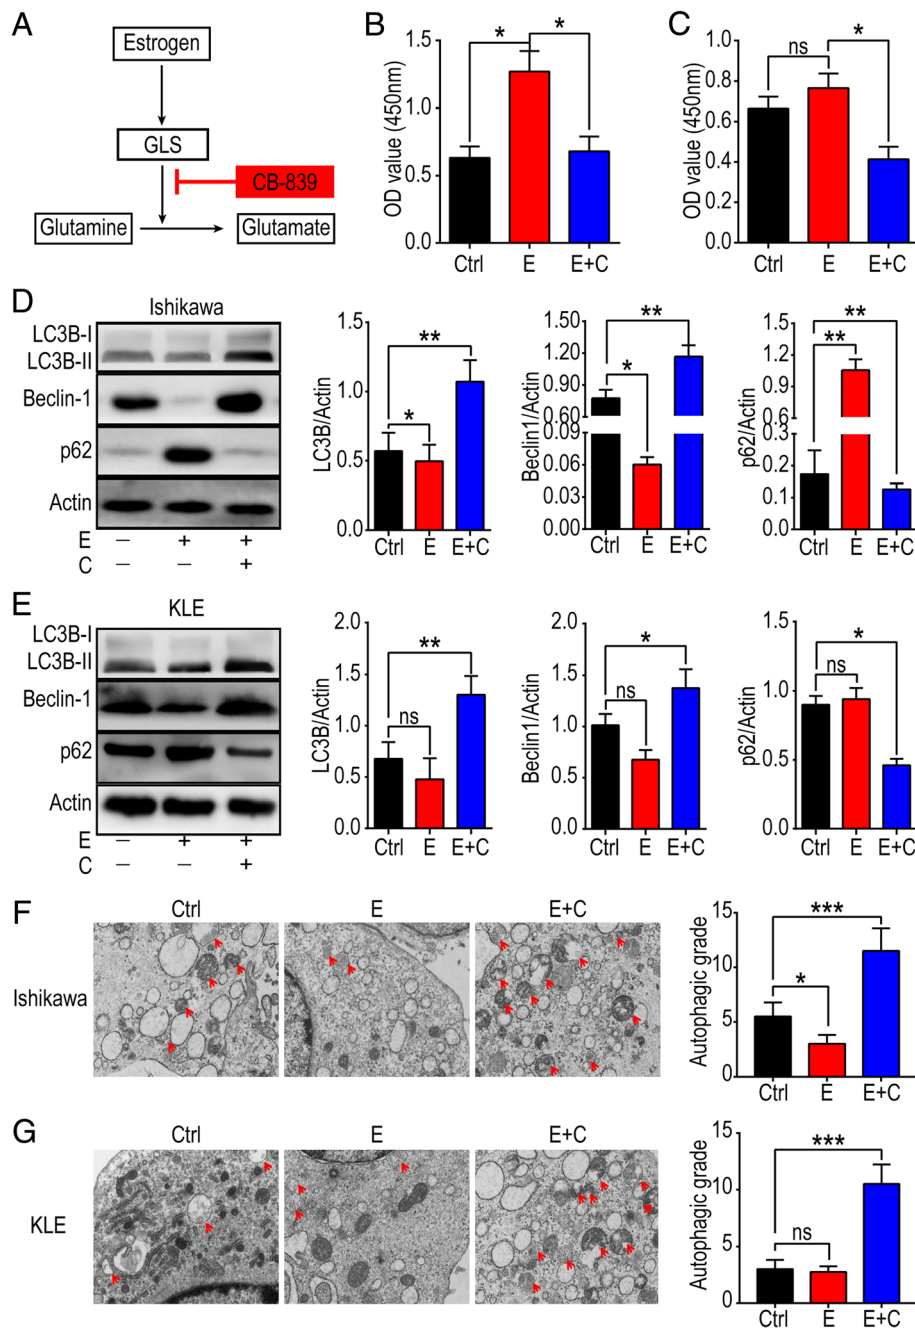 A
Estrogen
GLS
CB-839
Glutamine
Glutamate
B
OD value (450nm)
1.5
1.0
0.5
0.0
*
*
Ctrl
E
E+C
C
OD value (450nm)
1.0
0.8
0.6
0.4
0.2
0.0
ns
*
Ctrl
E
E+C
D
Ishikawa
LC3B-I
LC3B-II
Beclin-1
p62
Actin
E − + +
C − − +
LC3B/Actin
1.5
1.0
0.5
0.0
**
*
Ctrl
E
E+C
Beclin1/Actin
1.50
1.20
0.90
0.60
0.09
0.06
0.03
0.00
**
*
Ctrl
E
E+C
p62/Actin
1.5
1.2
0.9
0.6
0.3
0.2
0.1
0.0
**
**
Ctrl
E
E+C
E
KLE
LC3B-I
LC3B-II
Beclin-1
p62
Actin
E − + +
C − − +
LC3B/Actin
2.0
1.5
1.0
0.5
0.0
**
ns
Ctrl
E
E+C
Beclin1/Actin
2.0
1.5
1.0
0.5
0.0
*
ns
Ctrl
E
E+C
p62/Actin
1.5
1.0
0.5
0.0
*
ns
Ctrl
E
E+C
F
Ctrl
E
E+C
Ishikawa
Autophagic grade
15
10
5
0
***
*
Ctrl
E
E+C
G
Ctrl
E
E+C
KLE
Autophagic grade
15
10
5
0
***
ns
Ctrl
E
E+C